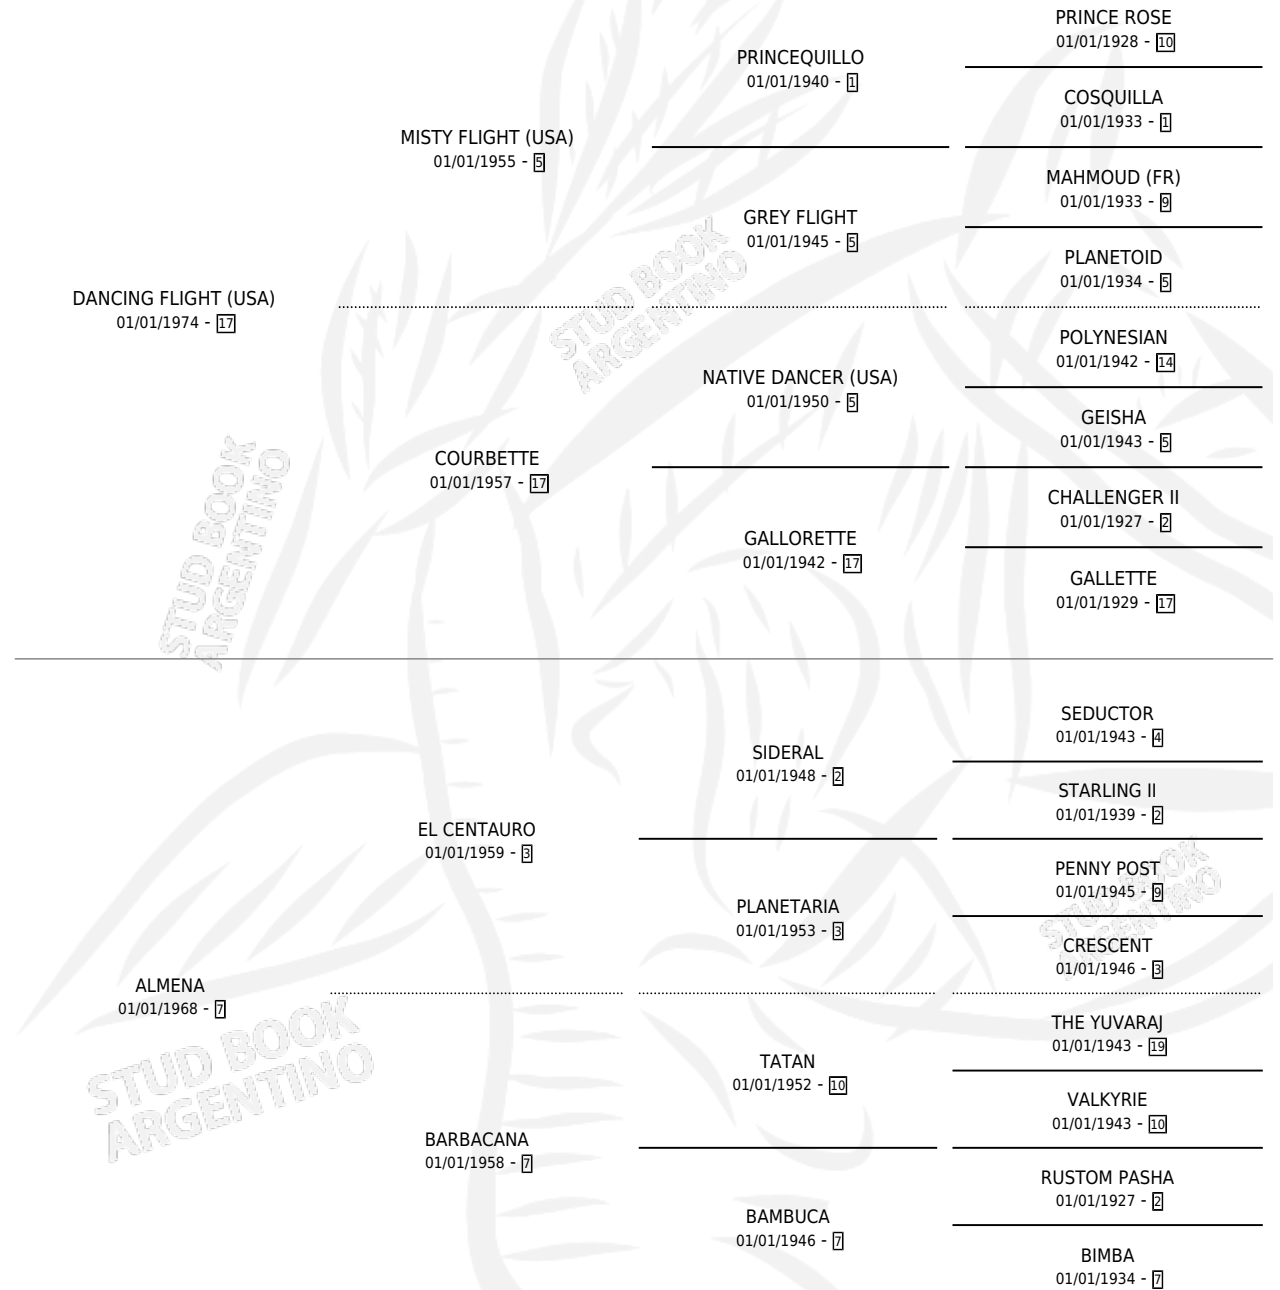 PRINCE ROSE
01/01/1928 - 10
PRINCEQUILLO
01/01/1940 - 1
COSQUILLA
01/01/1933 - 1
MISTY FLIGHT (USA)
01/01/1955 - 5
MAHMOUD (FR)
01/01/1933 - 9
GREY FLIGHT
01/01/1945 - 5
PLANETOID
01/01/1934 - 5
DANCING FLIGHT (USA)
01/01/1974 - 17
POLYNESIAN
01/01/1942 - 14
NATIVE DANCER (USA)
01/01/1950 - 5
GEISHA
01/01/1943 - 5
COURBETTE
01/01/1957 - 17
CHALLENGER II
01/01/1927 - 2
GALLORETTE
01/01/1942 - 17
GALLETTE
01/01/1929 - 17
STUD BOOK
ARGENTINO
STUD BOOK
ARGENTINO
SEDUCTOR
01/01/1943 - 4
SIDERAL
01/01/1948 - 2
STARLING II
01/01/1939 - 2
EL CENTAURO
01/01/1959 - 3
PENNY POST
01/01/1945 - 9
PLANETARIA
01/01/1953 - 3
CRESCENT
01/01/1946 - 3
ALMENA
01/01/1968 - 7
THE YUVARAJ
01/01/1943 - 19
TATAN
01/01/1952 - 10
VALKYRIE
01/01/1943 - 10
BARBACANA
01/01/1958 - 7
RUSTOM PASHA
01/01/1927 - 2
BAMBUCA
01/01/1946 - 7
BIMBA
01/01/1934 - 7
STUD BOOK
ARGENTINO
STUD BOOK
ARGENTINO